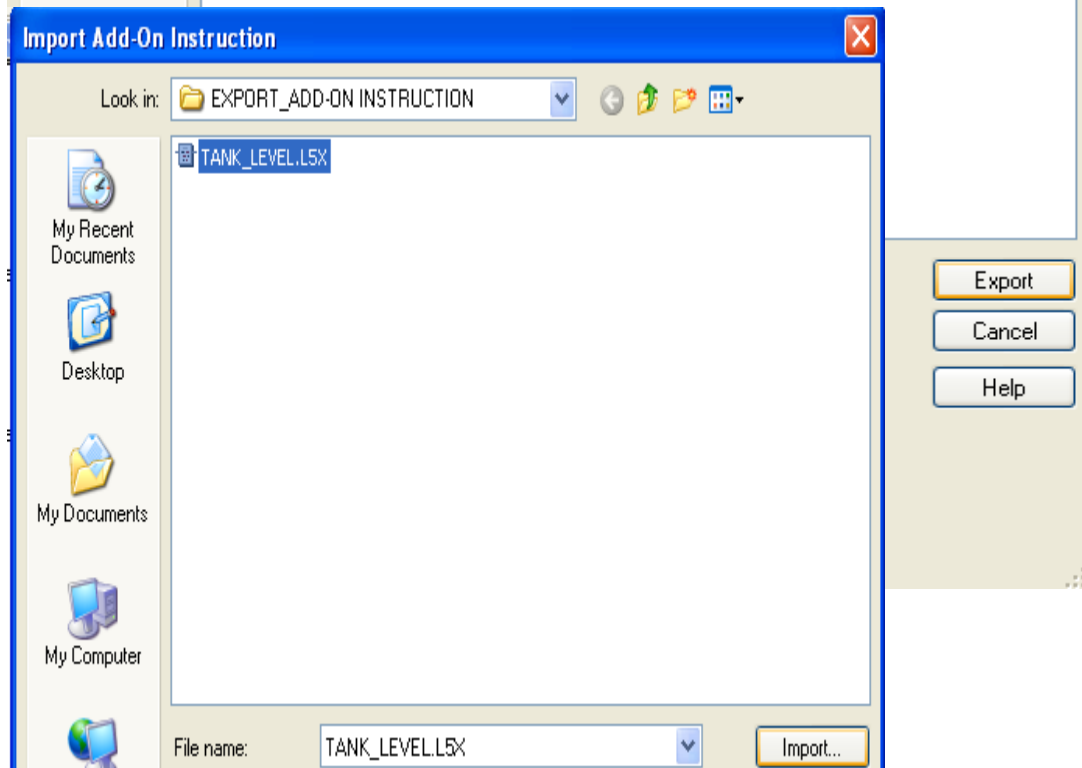 Import Add-On Instruction
Look in: EXPORT_ADD-ON INSTRUCTION
TANK_LEVEL.L5X
My Recent
Documents
Desktop
My Documents
My Computer
File name: TANK_LEVEL.L5X Import...
Export
Cancel
Help